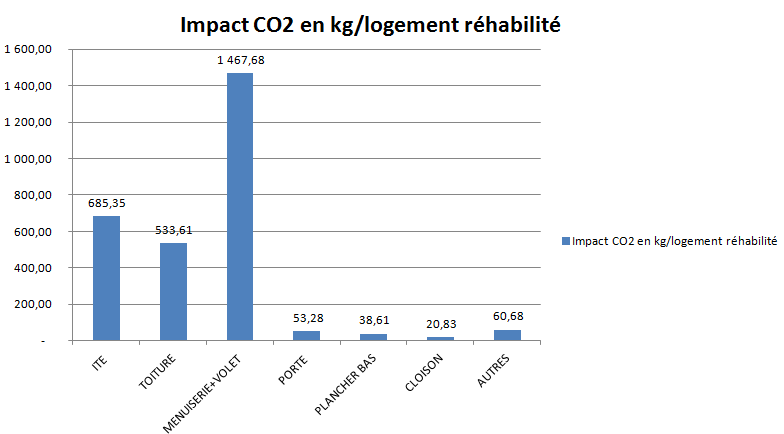 Impact CO2 en kg/logement réhabilité
1 600,00
1 400,00
1 200,00
1 000,00
800,00
600,00
400,00
200,00
-
685,35
533,61
1 467,68
53,28
38,61
20,83
60,68
ITE
TOITURE
MENUISERIE+VOLET
PORTE
PLANCHER BAS
CLOISON
AUTRES
Impact CO2 en kg/logement réhabilité